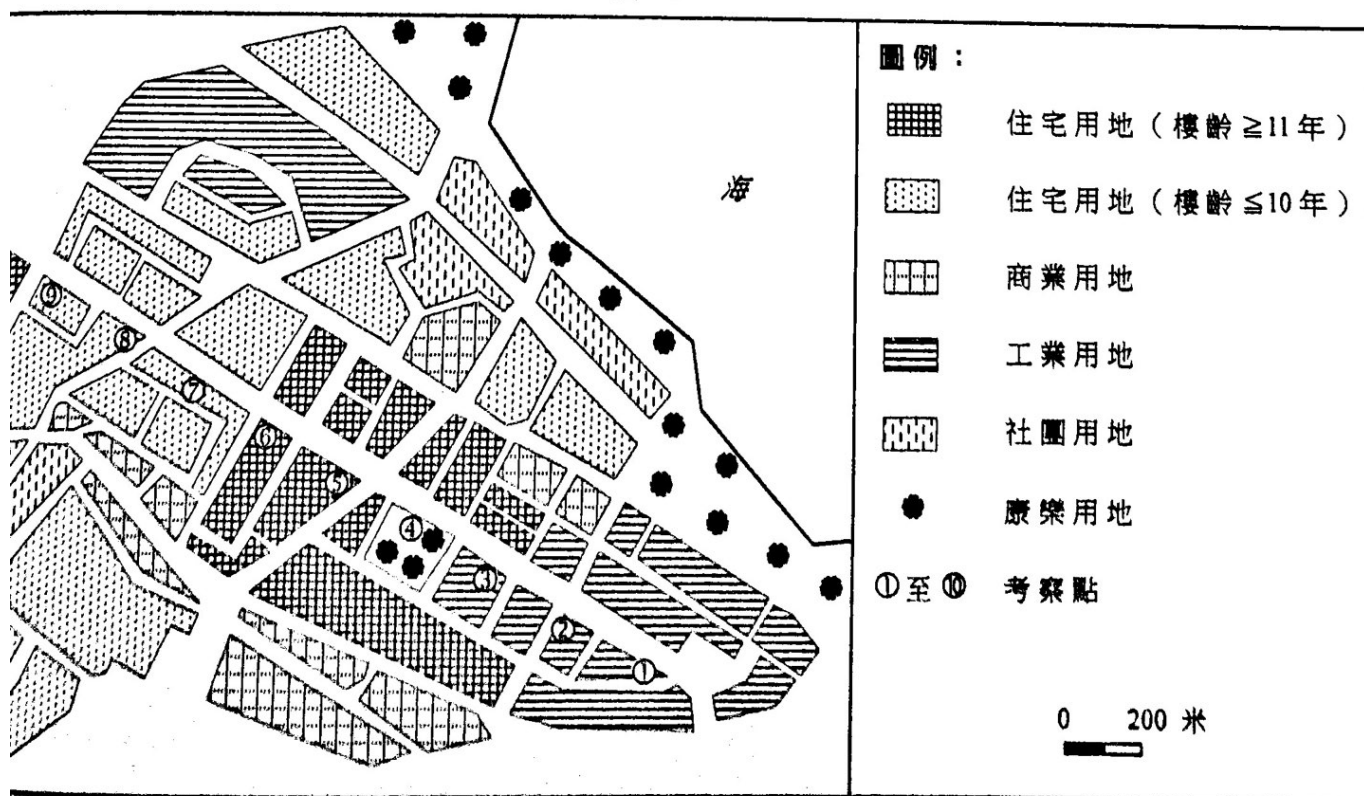 圖例：
住宅用地（樓齡≧11年）
住宅用地（樓齡≦10年）
商業用地
工業用地
社團用地
康樂用地
①至⑩ 考察點
0 200 米
海
⑨
⑧
⑦
⑥
⑤
④
③
②
①